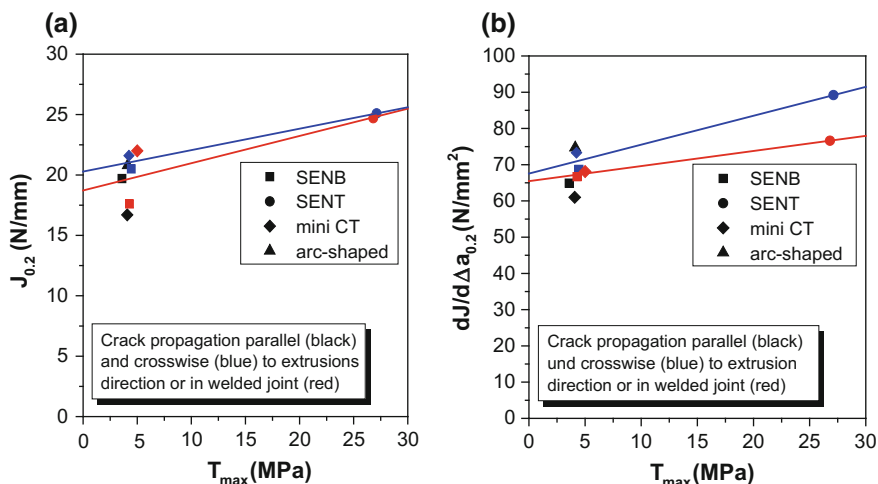 (a)
30
25
20
15
10
5
0
J0.2 (N/mm)
SENB
SENT
mini CT
arc-shaped
Crack propagation parallel (black)
and crosswise (blue) to extrusions
direction or in welded joint (red)
0 5 10 15 20 25 30
Tmax(MPa)
(b)
100
90
80
70
60
50
40
30
20
10
0
dJ/dΔa0.2 (N/mm²)
SENB
SENT
mini CT
arc-shaped
Crack propagation parallel (black)
und crosswise (blue) to extrusion
direction or in welded joint (red)
0 5 10 15 20 25 30
Tmax(MPa)